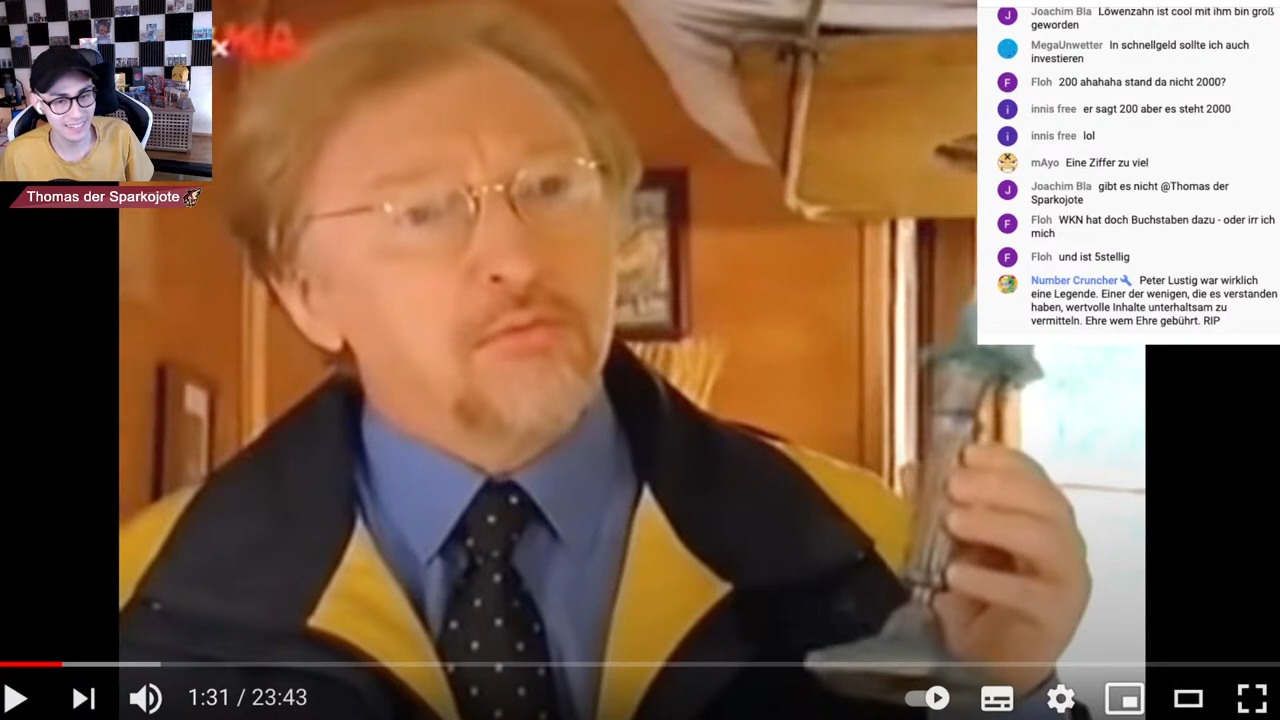 KiA
Thomas der Sparkojote
Joachim Bla Löwenzahn ist cool mit ihm bin groß
geworden
MegaUnwetter In schnellgeld sollte ich auch
investieren
Floh 200 ahahaha stand da nicht 2000?
innis free er sagt 200 aber es steht 2000
innis free lol
mAyo Eine Ziffer zu viel
Joachim Bla gibt es nicht @Thomas der
Sparkojote
Floh WKN hat doch Buchstaben dazu - oder irr ich
mich
Floh und ist 5stellig
Number Cruncher Peter Lustig war wirklich
eine Legende. Einer der wenigen, die es verstanden
haben, wertvolle Inhalte unterhaltsam zu
vermitteln. Ehre wem Ehre gebührt. RIP
1:31 / 23:43